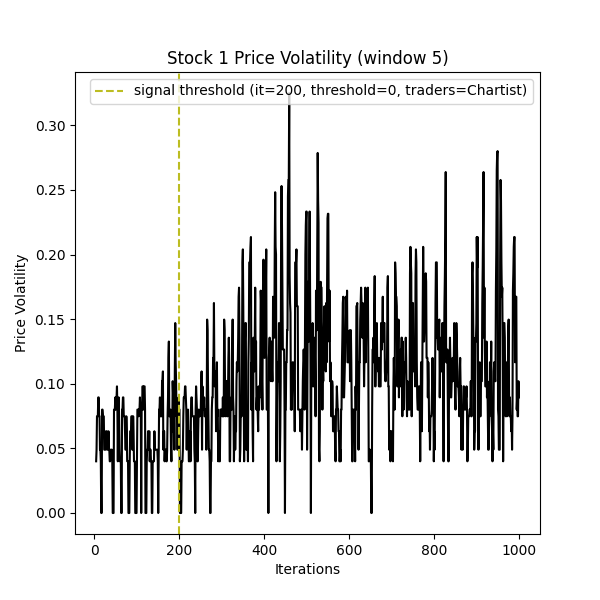 Stock 1 Price Volatility (window 5)
signal threshold (it=200, threshold=0, traders=Chartist)
Price Volatility
0.30
0.25
0.20
0.15
0.10
0.05
0.00
0 200 400 600 800 1000
Iterations